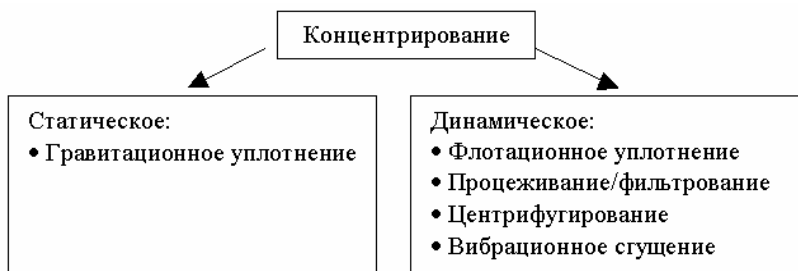 Концентрирование
Статическое:
• Гравитационное уплотнение
Динамическое:
• Флотационное уплотнение
• Процеживание/фильтрование
• Центрифугирование
• Вибрационное сгущение